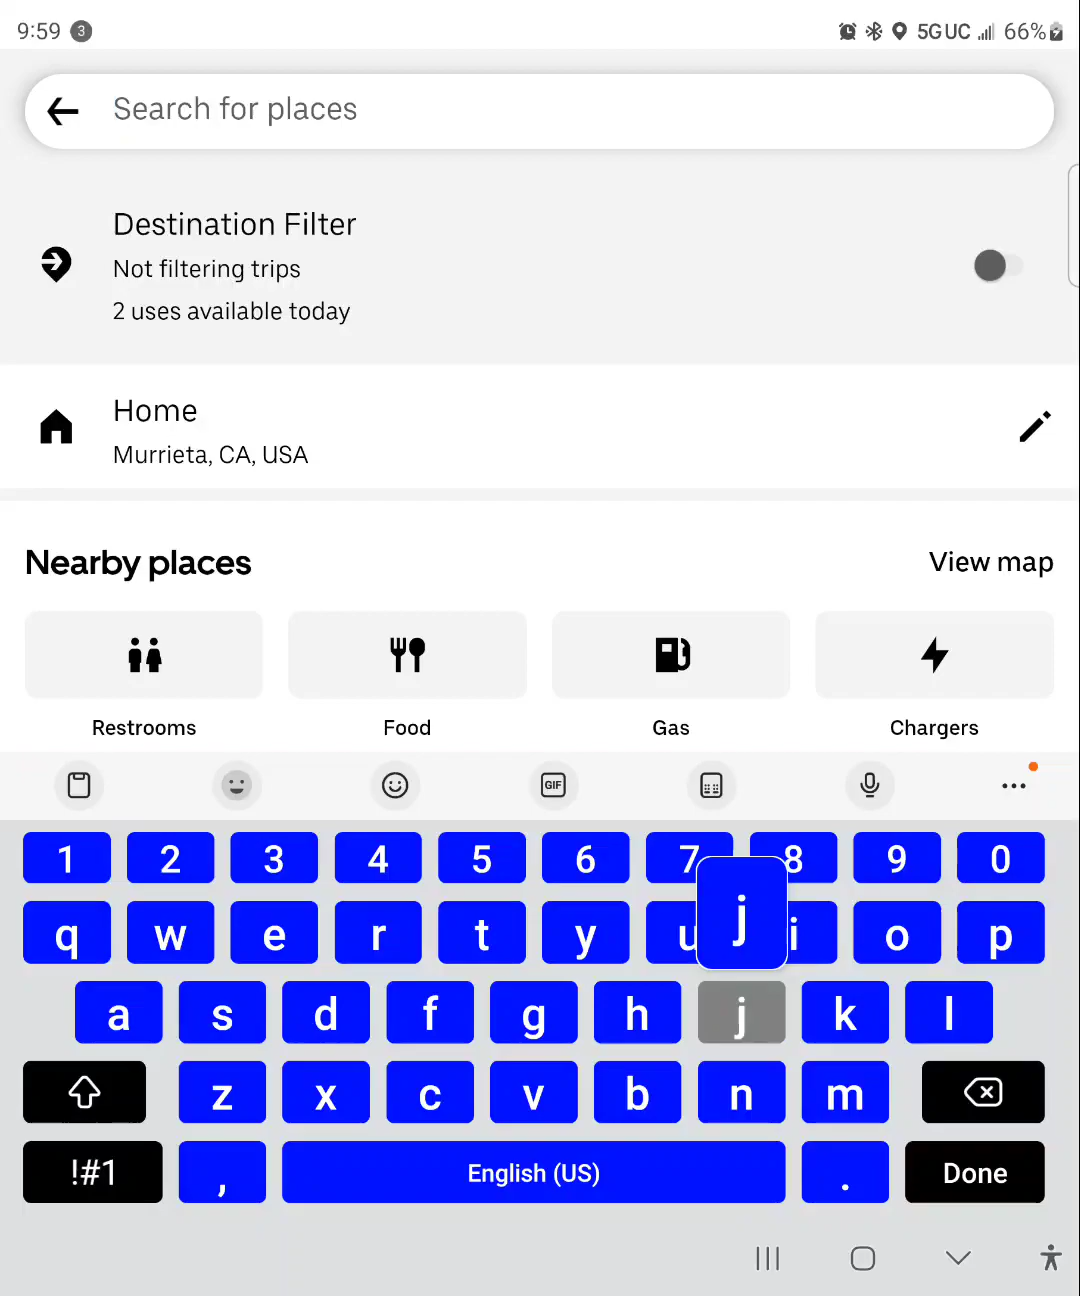 9:59 3 5G UC 66%
Search for places
Destination Filter
Not filtering trips
2 uses available today
Home
Murrieta, CA, USA
Nearby places View map
Restrooms Food Gas Chargers
GIF
1 2 3 4 5 6 7 8 9 0
q w e r t y u i o p
j
a s d f g h j k l
z x c v b n m
!#1 , English (US) . Done